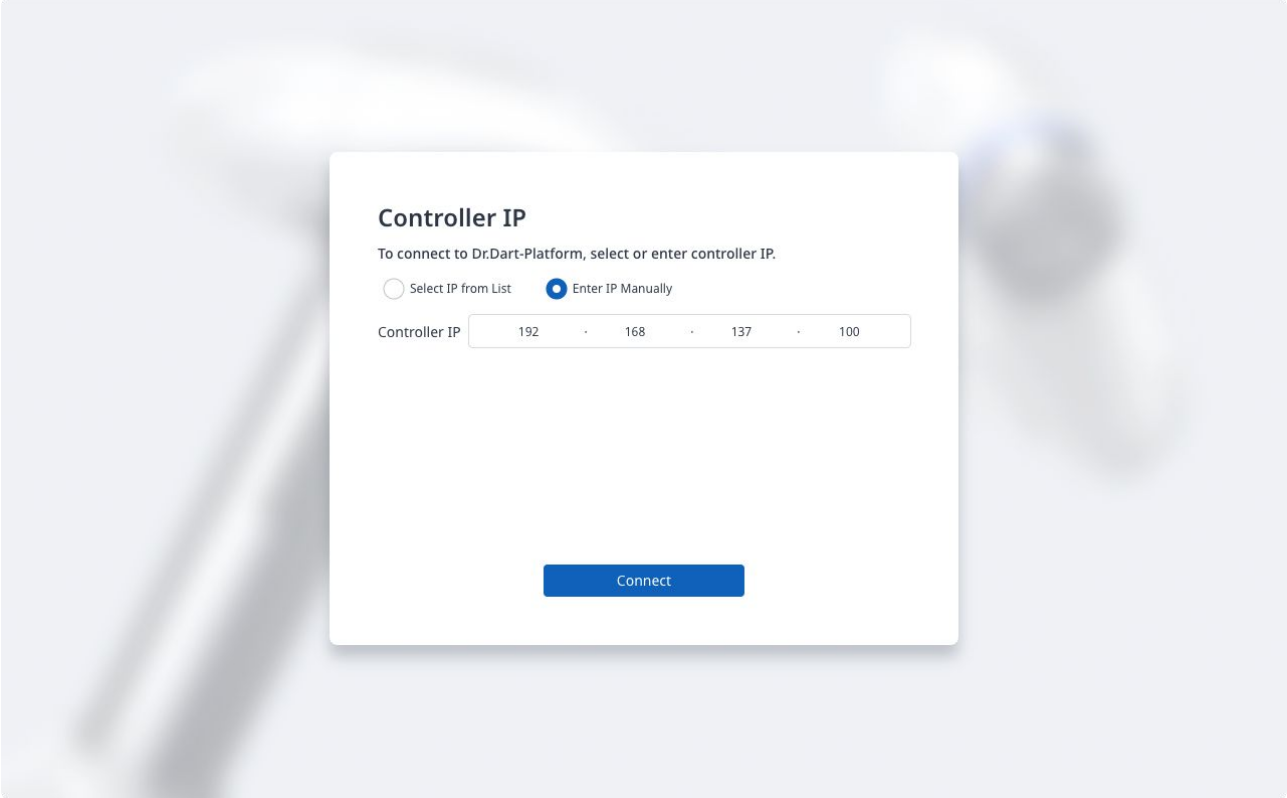 Controller IP
To connect to Dr.Dart-Platform, select or enter controller IP.
Select IP from List Enter IP Manually
Controller IP 192 . 168 . 137 . 100
Connect